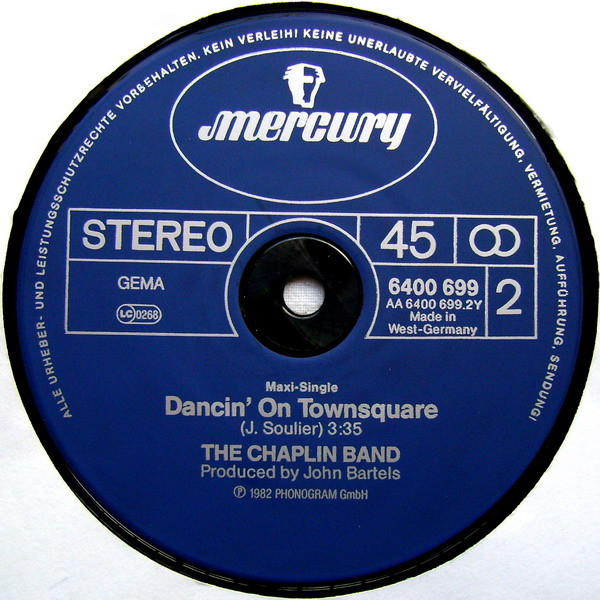 ALLE URHEBER- UND LEISTUNGSSCHUTZRECHTE VORBEHALTEN. KEIN VERLEIH! KEINE UNERLAUBTE VERVIELFÄLTIGUNG, VERMIETUNG, AUFFÜHRUNG, SENDUNG!
mercury
STEREO
45
GEMA
LC 0268
6400 699
AA 6400 699.2Y
Made in
West-Germany
2
Maxi-Single
Dancin' On Townsquare
(J. Soulier) 3:35
THE CHAPLIN BAND
Produced by John Bartels
Ⓟ 1982 PHONOGRAM GmbH